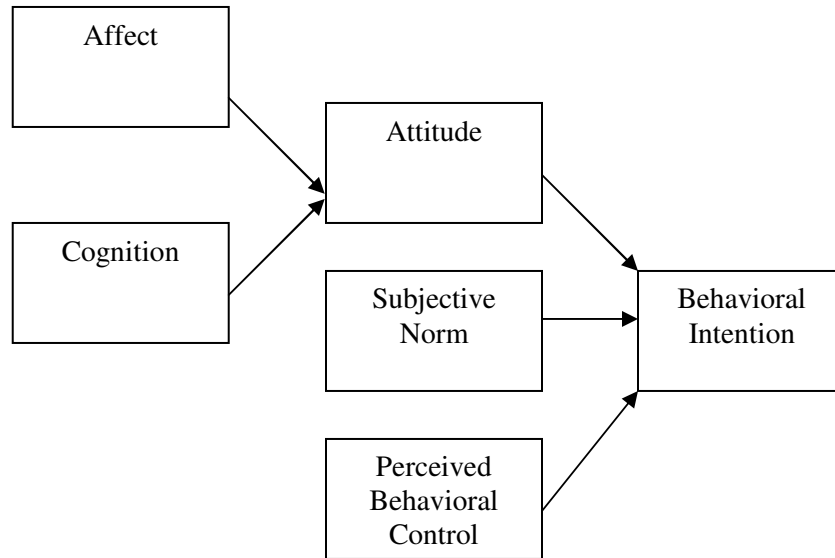 Affect
Cognition
Attitude
Subjective
Norm
Perceived
Behavioral
Control
Behavioral
Intention